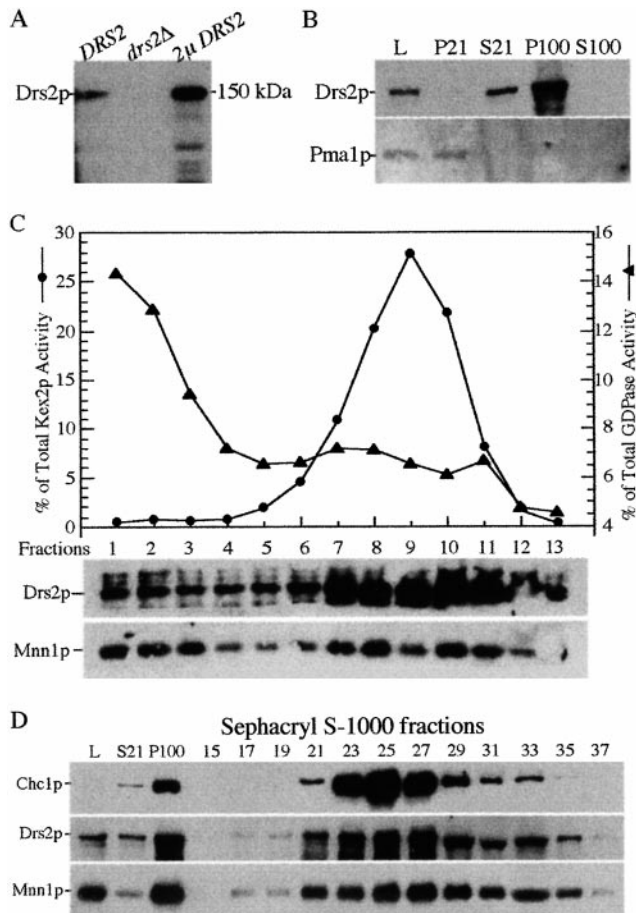 A
DRS2 drs2Δ 2μ DRS2
Drs2p
150 kDa
B
L P21 S21 P100 S100
Drs2p
Pma1p
C
% of Total Kex2p Activity
30
25
20
15
10
5
0
% of Total GDPase Activity
16
14
12
10
8
6
4
Fractions 1 2 3 4 5 6 7 8 9 10 11 12 13
Drs2p
Mnn1p
D
Sephacryl S-1000 fractions
L S21 P100 15 17 19 21 23 25 27 29 31 33 35 37
Chc1p
Drs2p
Mnn1p